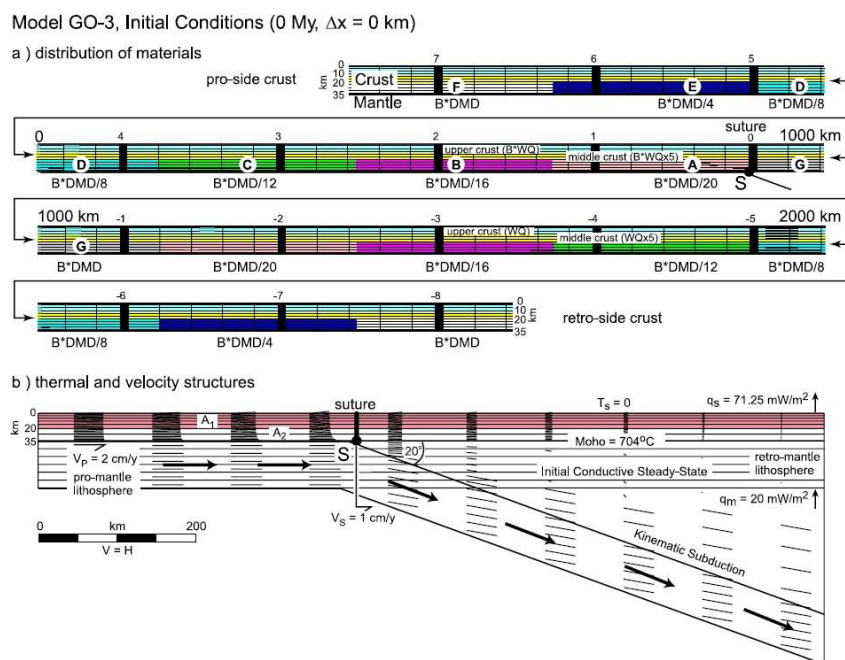 Model GO-3, Initial Conditions (0 My, Δx = 0 km)
a ) distribution of materials
7 6 5
pro-side crust
km
0
10
20
35
Crust
Mantle
F E D
B*DMD B*DMD/4 B*DMD/8
suture
0 4 3 2 1 0 1000 km
upper crust (B*WQ)
middle crust (B*WQx5)
D C B A G
S
B*DMD/8 B*DMD/12 B*DMD/16 B*DMD/20
1000 km -1 -2 -3 -4 -5 2000 km
upper crust (WQ)
middle crust (WQx5)
G
B*DMD B*DMD/20 B*DMD/16 B*DMD/12 B*DMD/8
-6 -7 -8
0
10
20
35
km
retro-side crust
B*DMD/8 B*DMD/4 B*DMD
b ) thermal and velocity structures
suture
Ts = 0
qs = 71.25 mW/m²
0
20
35
km
A1
A2
S
20°
Moho = 704°C
VP = 2 cm/y
pro-mantle
lithosphere
Initial Conductive Steady-State
retro-mantle
lithosphere
qm = 20 mW/m²
VS = 1 cm/y
0 km 200
V = H
Kinematic Subduction